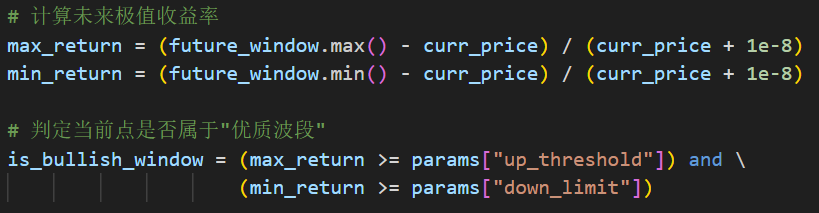 # 计算未来极值收益率
max_return = (future_window.max() - curr_price) / (curr_price + 1e-8)
min_return = (future_window.min() - curr_price) / (curr_price + 1e-8)
# 判定当前点是否属于"优质波段"
is_bullish_window = (max_return >= params["up_threshold"]) and \
(min_return >= params["down_limit"])